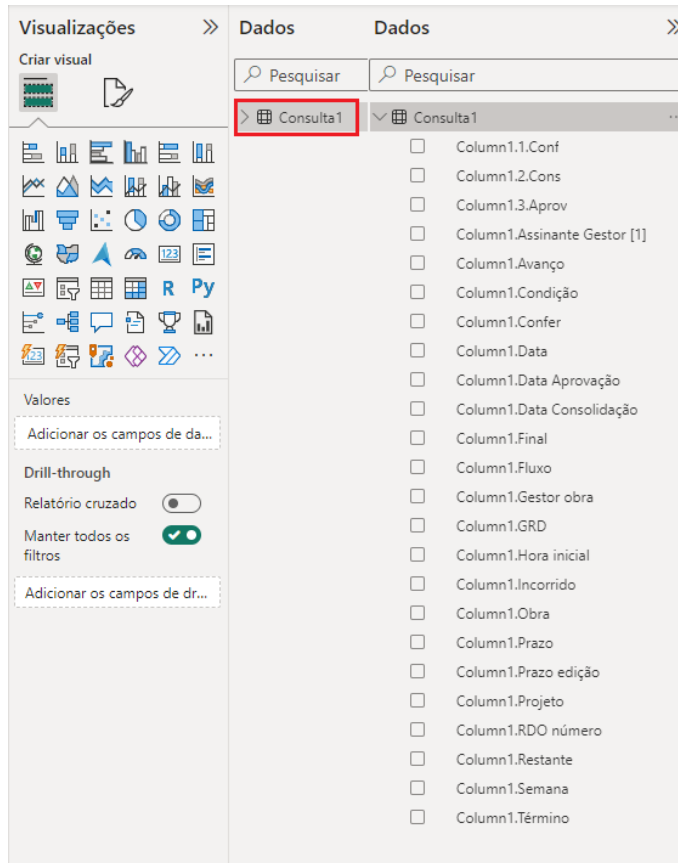 Visualizações
Criar visual
123
R
Py
123
Valores
Adicionar os campos de da...
Drill-through
Relatório cruzado
Manter todos os
filtros
Adicionar os campos de dr...
Dados
Pesquisar
Consulta1
Dados
Pesquisar
Consulta1
Column1.1.Conf
Column1.2.Cons
Column1.3.Aprov
Column1.Assinante Gestor [1]
Column1.Avanço
Column1.Condição
Column1.Confer
Column1.Data
Column1.Data Aprovação
Column1.Data Consolidação
Column1.Final
Column1.Fluxo
Column1.Gestor obra
Column1.GRD
Column1.Hora inicial
Column1.Incorrido
Column1.Obra
Column1.Prazo
Column1.Prazo edição
Column1.Projeto
Column1.RDO número
Column1.Restante
Column1.Semana
Column1.Término